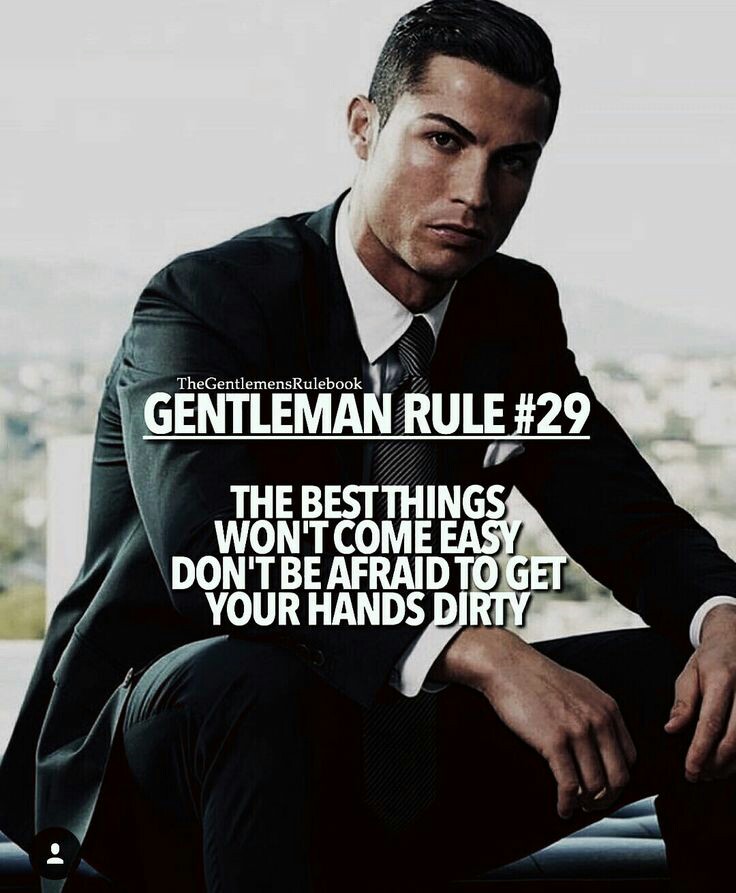 TheGentlemensRulebook
GENTLEMAN RULE #29
THE BEST THINGS
WON'T COME EASY
DON'T BE AFRAID TO GET
YOUR HANDS DIRTY